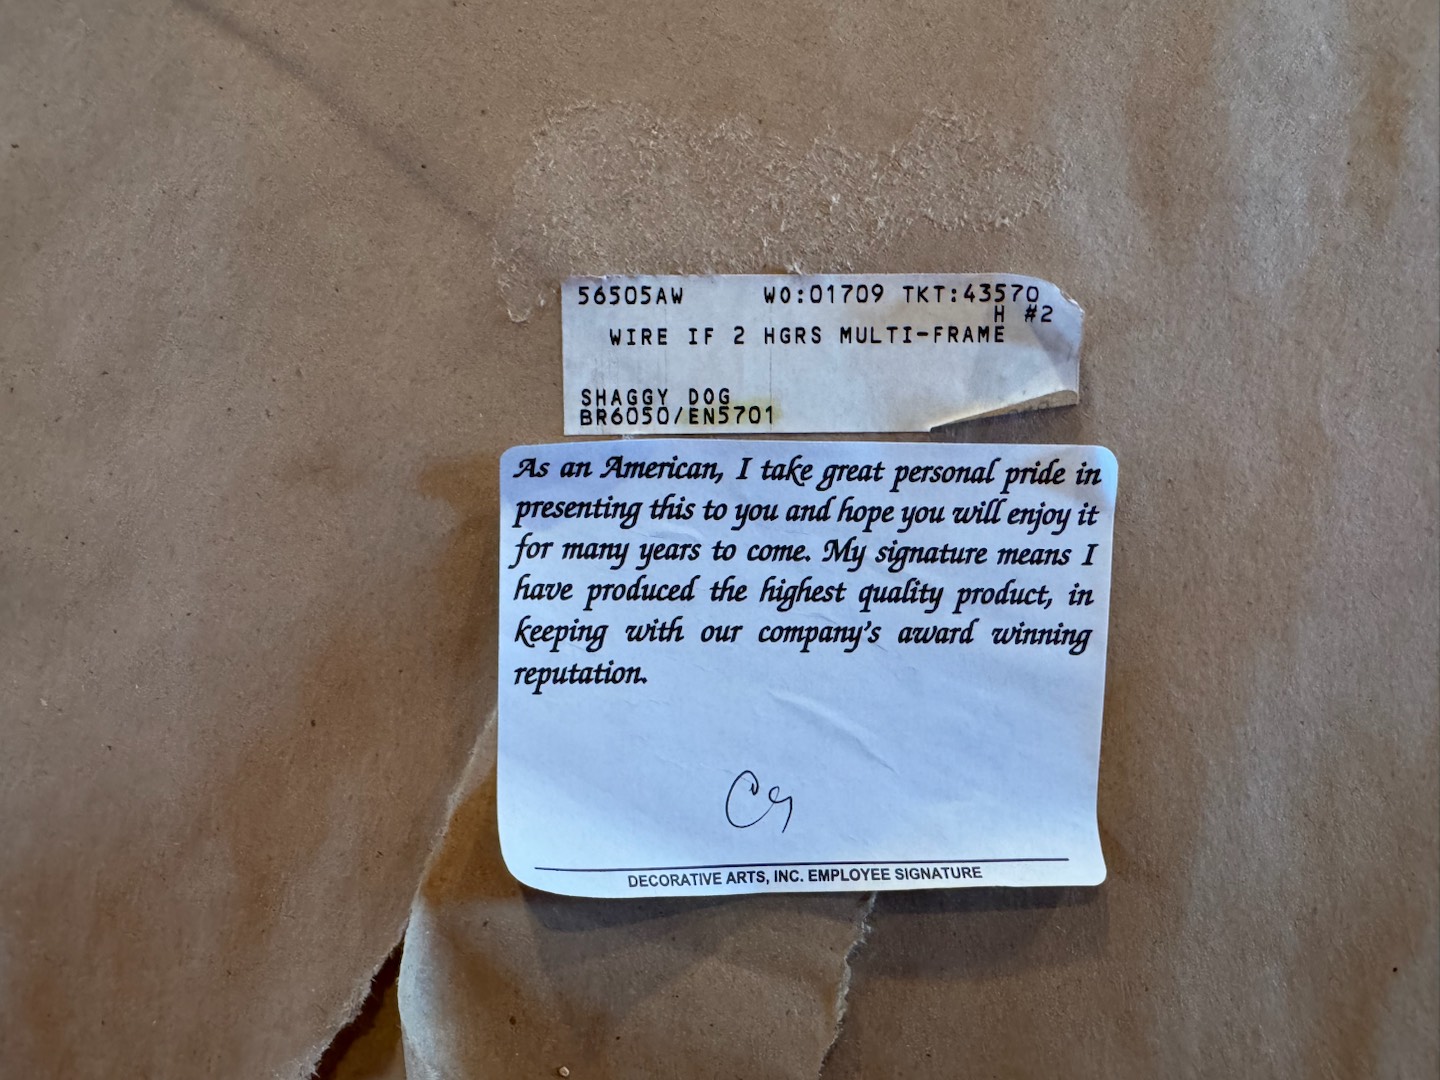 56505AW WO:01709 TKT:43570
H #2
WIRE IF 2 HGRS MULTI-FRAME
SHAGGY DOG
BR6050/EN5701
As an American, I take great personal pride in
presenting this to you and hope you will enjoy it
for many years to come. My signature means I
have produced the highest quality product, in
keeping with our company's award winning
reputation.
DECORATIVE ARTS, INC. EMPLOYEE SIGNATURE